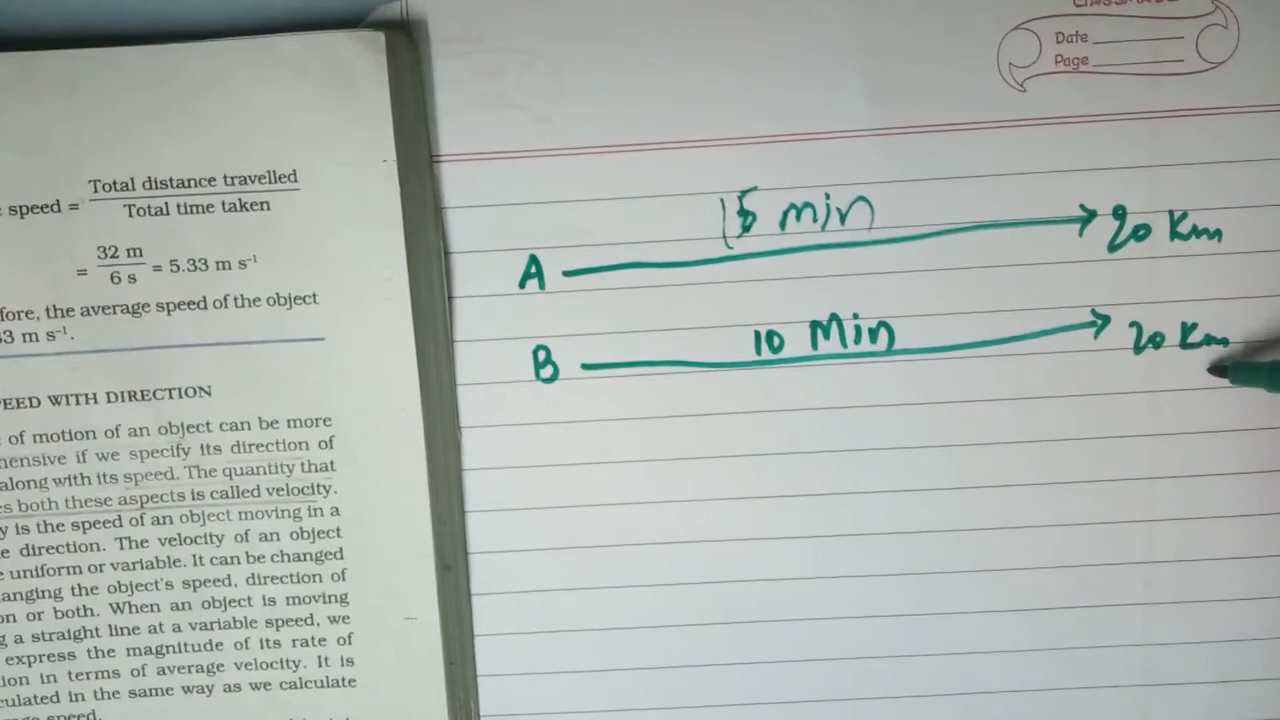 Date
Page
Total distance travelled
speed = 
Total time taken
32 m
= = 5.33 m s⁻¹
6 s
fore, the average speed of the object
33 m s⁻¹.
EED WITH DIRECTION
of motion of an object can be more
hensive if we specify its direction of
along with its speed. The quantity that
es both these aspects is called velocity.
y is the speed of an object moving in a
e direction. The velocity of an object
e uniform or variable. It can be changed
anging the object's speed, direction of
on or both. When an object is moving
g a straight line at a variable speed, we
express the magnitude of its rate of
ion in terms of average velocity. It is
culated in the same way as we calculate
speed.
15 min
A 20 Km
10 Min
B 20 Km